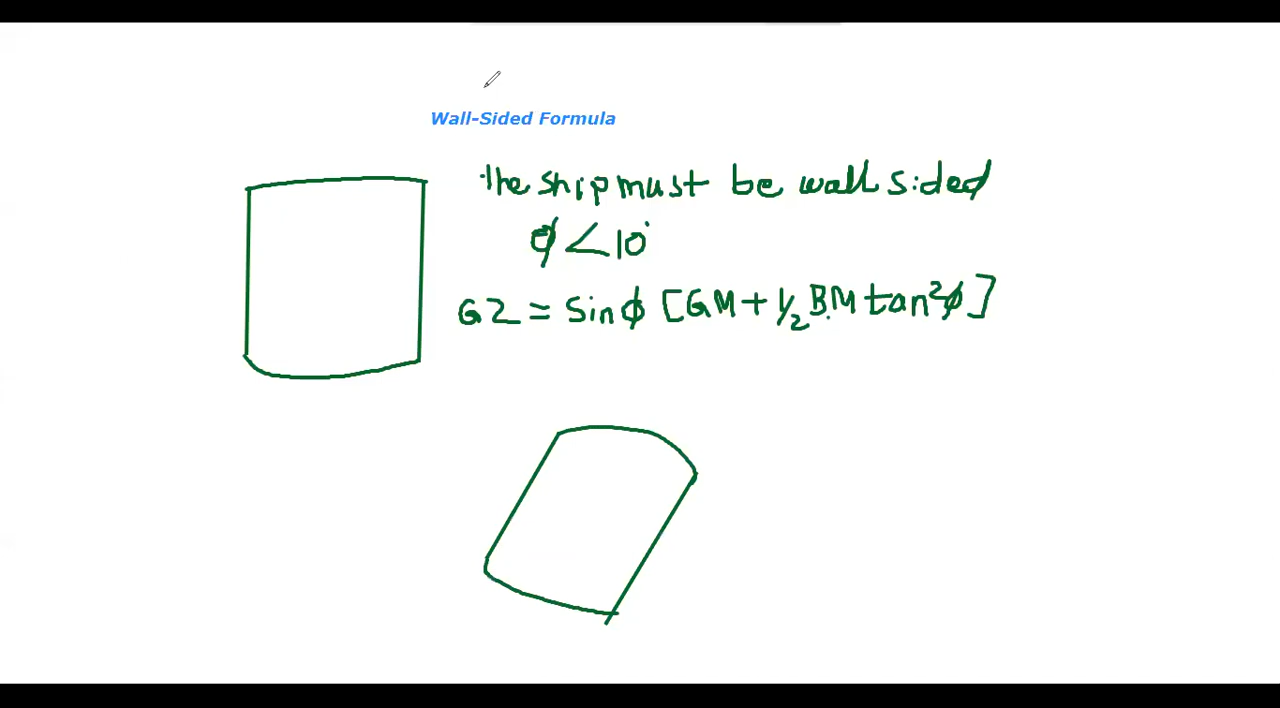 Wall-Sided Formula
The ship must be wall sided
ϕ < 10°
GZ = Sinϕ [GM + 1/2 BM tan²ϕ]